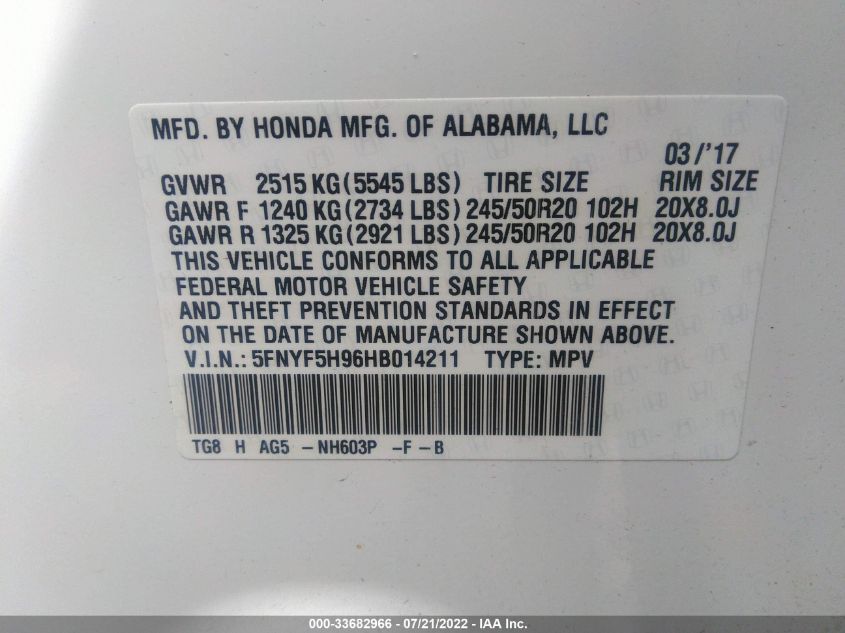 MFD. BY HONDA MFG. OF ALABAMA, LLC
03/'17
GVWR 2515 KG(5545 LBS) TIRE SIZE RIM SIZE
GAWR F 1240 KG(2734 LBS) 245/50R20 102H 20X8.0J
GAWR R 1325 KG(2921 LBS) 245/50R20 102H 20X8.0J
THIS VEHICLE CONFORMS TO ALL APPLICABLE
FEDERAL MOTOR VEHICLE SAFETY
AND THEFT PREVENTION STANDARDS IN EFFECT
ON THE DATE OF MANUFACTURE SHOWN ABOVE.
V.I.N.: 5FNYF5H96HB014211 TYPE: MPV
TG8 H AG5 -NH603P -F-B
000-33682966 - 07/21/2022 - IAA Inc.